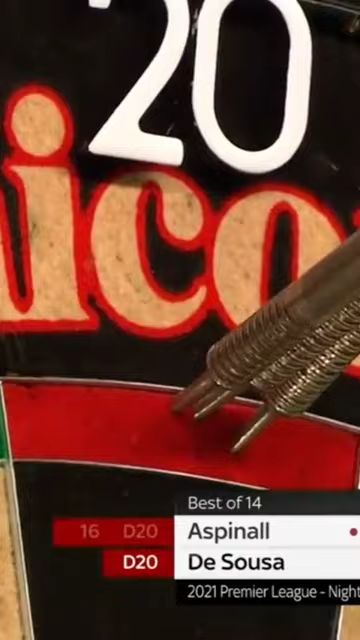 20
ico
Best of 14
16 D20 Aspinall
D20 De Sousa
2021 Premier League - Night